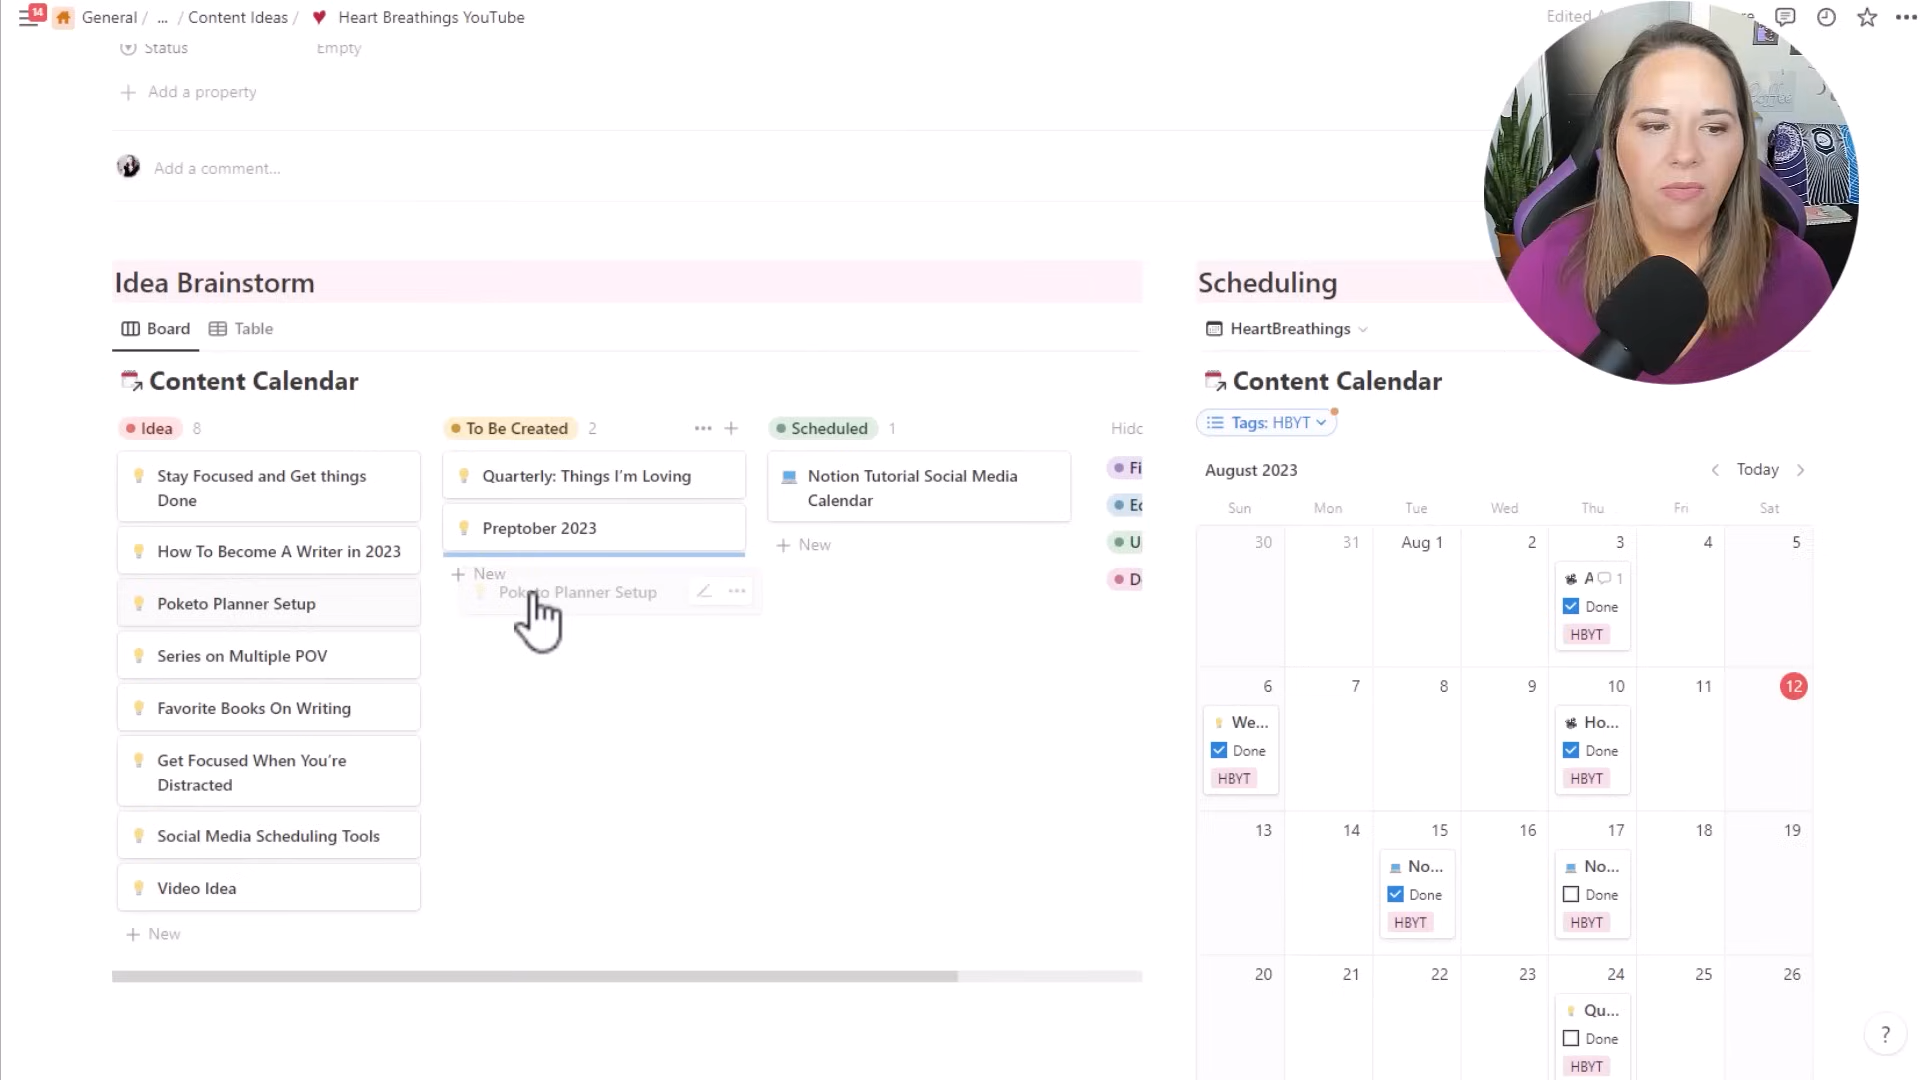 14
General / ... / Content Ideas / Heart Breathings YouTube
Edited
Status Empty
Add a property
Add a comment...
Idea Brainstorm
Board Table
Content Calendar
Idea 8
Stay Focused and Get things
Done
How To Become A Writer in 2023
Poketo Planner Setup
Series on Multiple POV
Favorite Books On Writing
Get Focused When You're
Distracted
Social Media Scheduling Tools
Video Idea
+ New
To Be Created 2
Quarterly: Things I'm Loving
Preptober 2023
+ New
Poketo Planner Setup
Scheduled 1
Notion Tutorial Social Media
Calendar
+ New
Hidd
Fi
Ed
U
D
Scheduling
HeartBreathings
Content Calendar
Tags: HBYT
August 2023
Today
Sun Mon Tue Wed Thu Fri Sat
30 31 Aug 1 2 3 4 5
A 1
Done
HBYT
6 7 8 9 10 11 12
We... Ho...
Done Done
HBYT HBYT
13 14 15 16 17 18 19
No... No...
Done Done
HBYT HBYT
20 21 22 23 24 25 26
Qu...
Done
HBYT
?